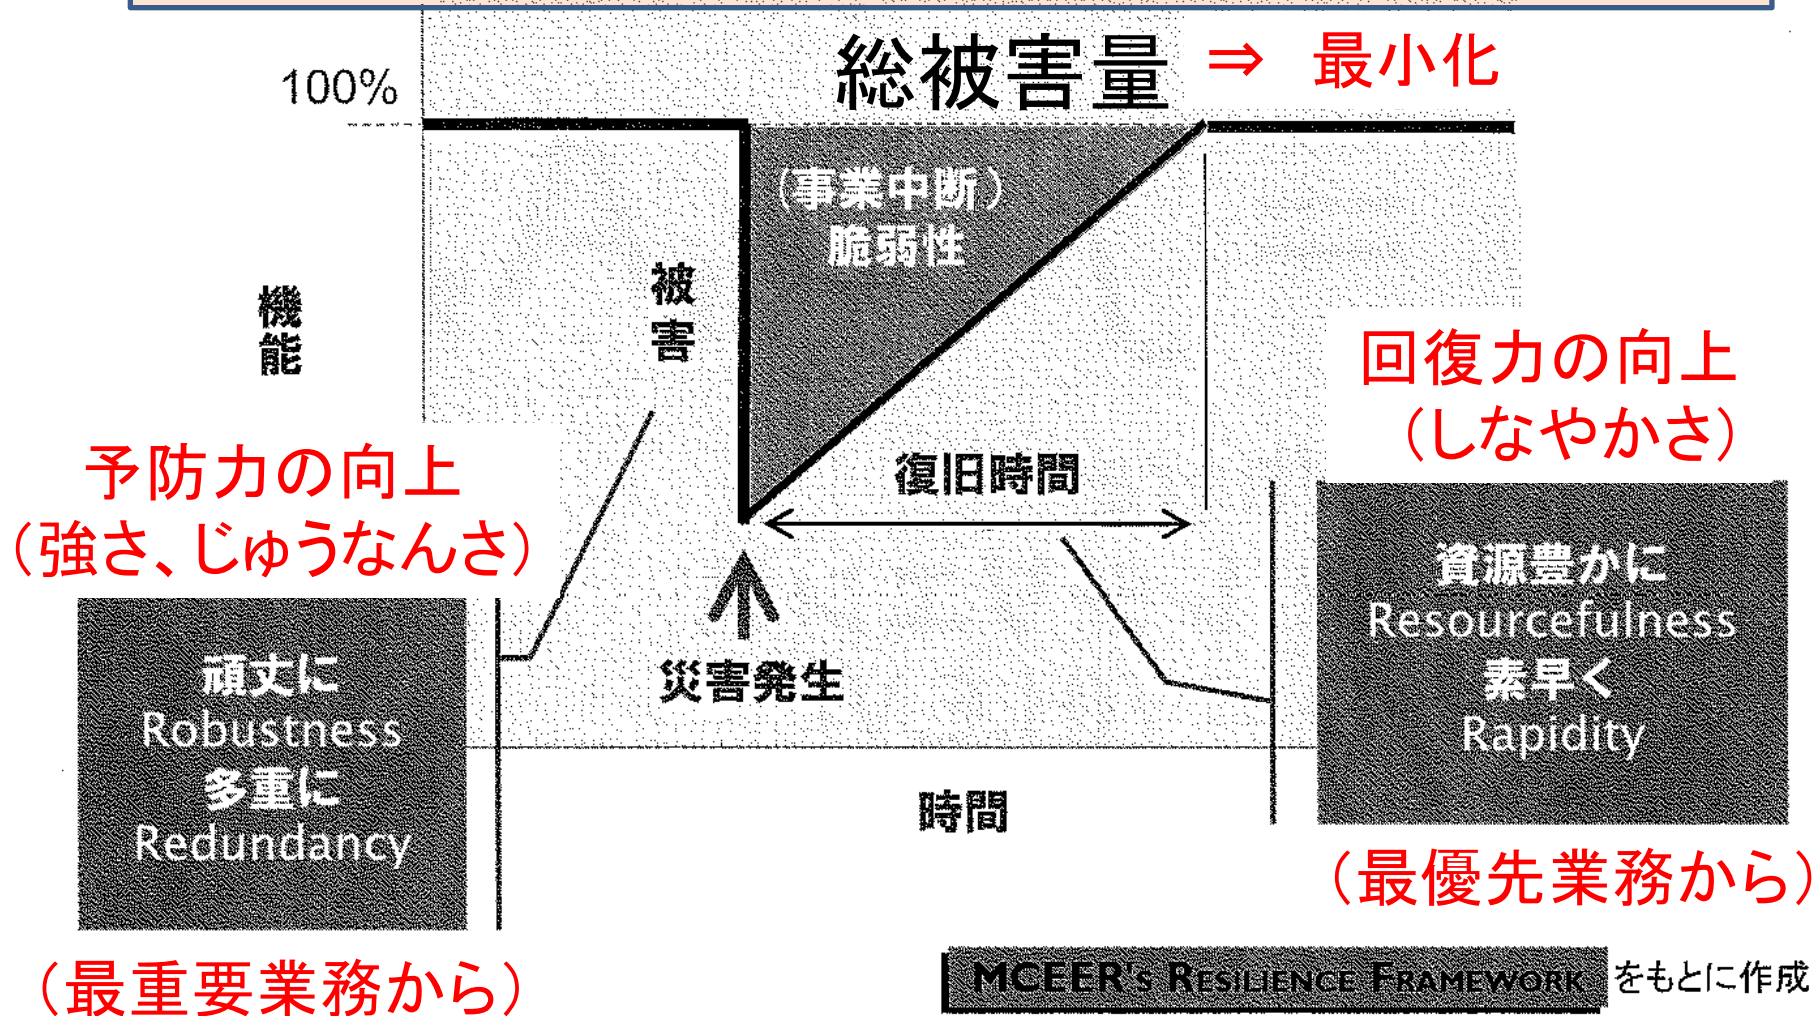 総被害量 ⇒ 最小化
100%
（事業中断）
脆弱性
被害
機能
回復力の向上
（しなやかさ）
予防力の向上
（強さ、じゅうなんさ）
復旧時間
資源豊かに
Resourcefulness
素早く
Rapidity
災害発生
頑丈に
Robustness
多重に
Redundancy
時間
（最優先業務から）
（最重要業務から）
MCEER'S RESILIENCE FRAMEWORK をもとに作成